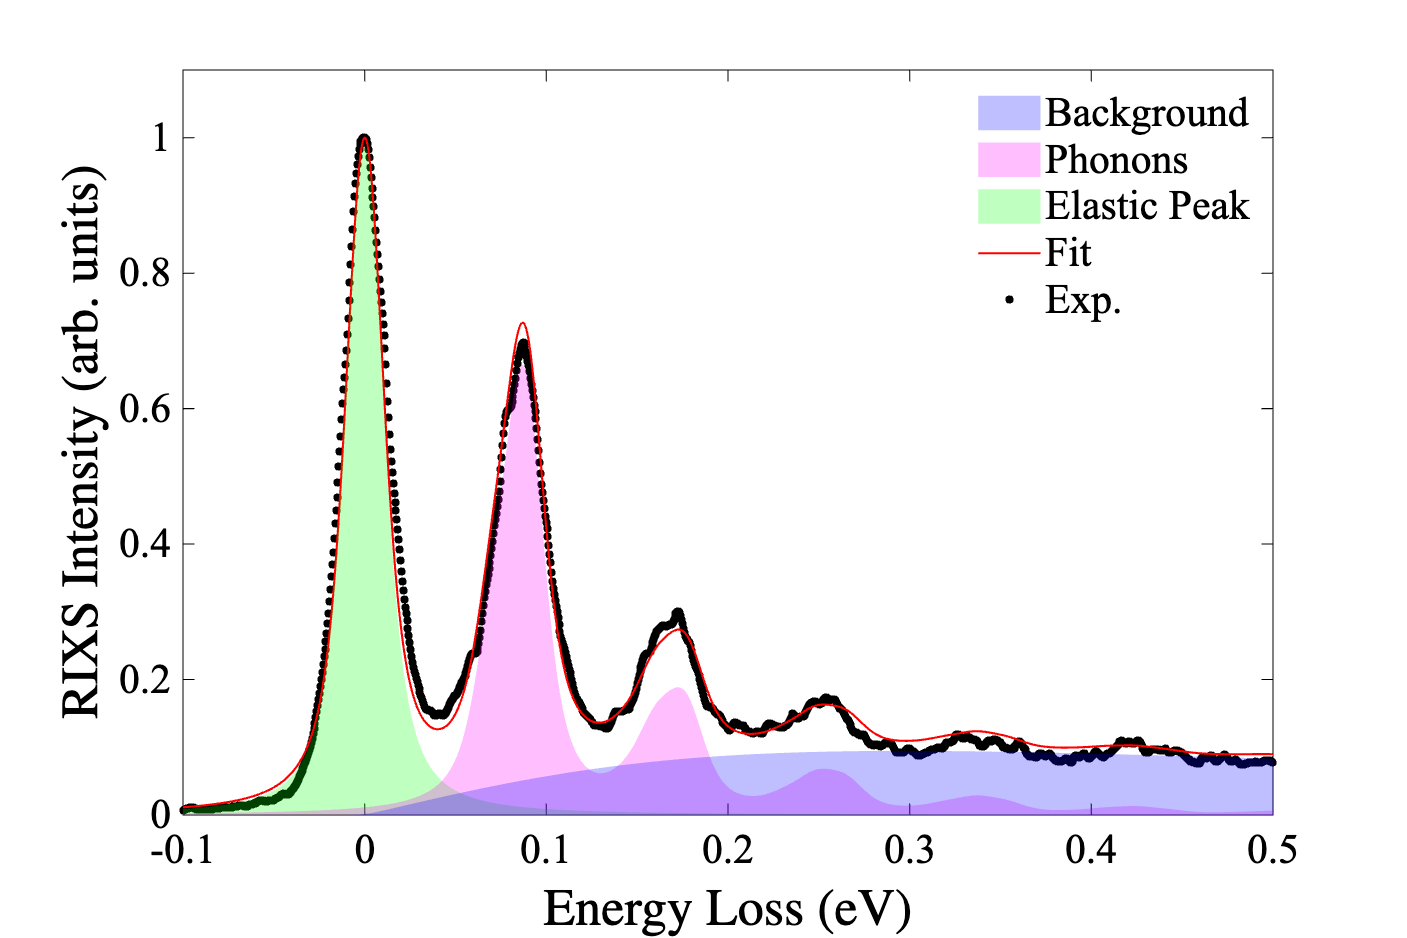 Background
Phonons
Elastic Peak
Fit
Exp.
RIXS Intensity (arb. units)
1
0.8
0.6
0.4
0.2
0
-0.1 0 0.1 0.2 0.3 0.4 0.5
Energy Loss (eV)